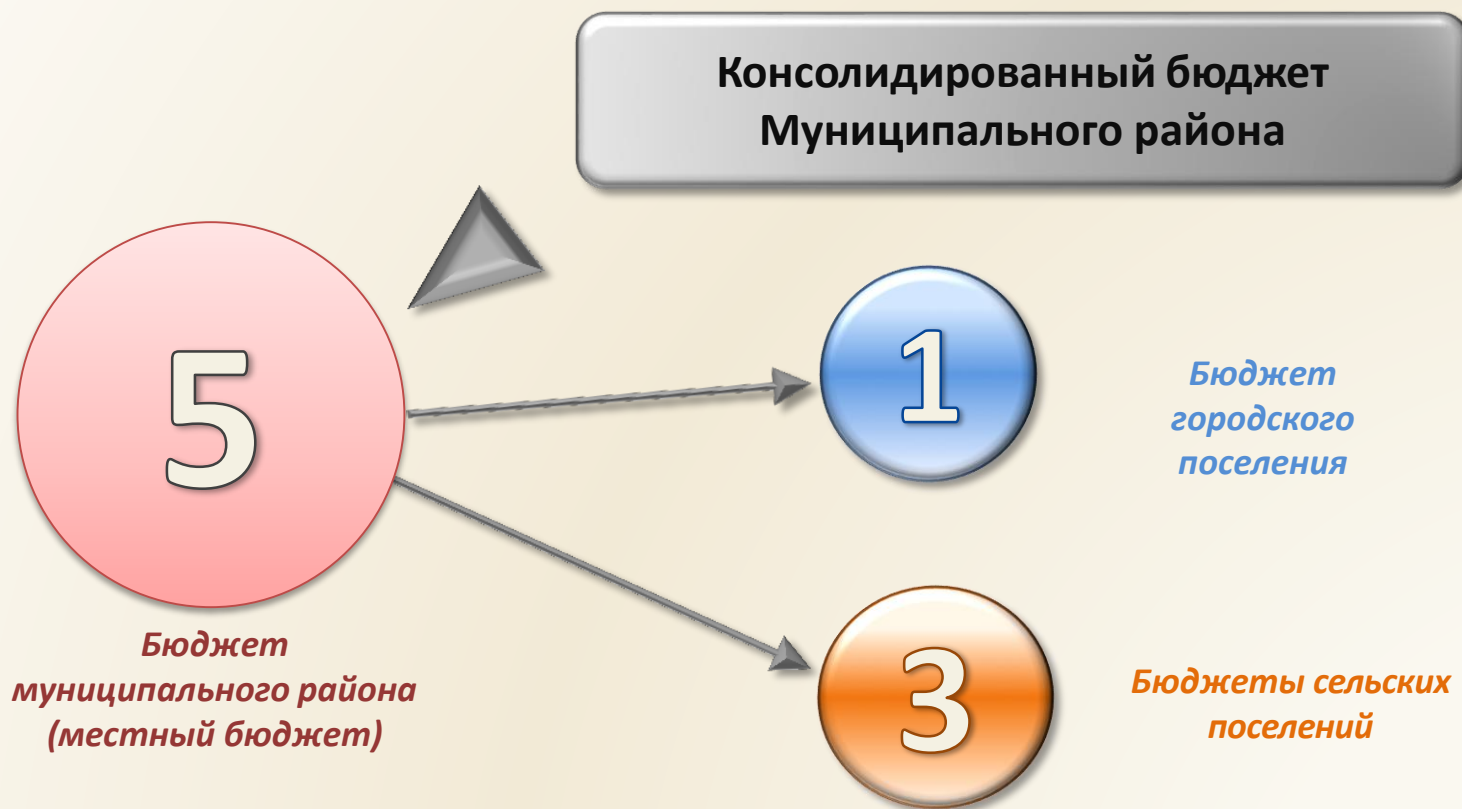 Консолидированный бюджет
Муниципального района
5
Бюджет
муниципального района
(местный бюджет)
1
Бюджет
городского
поселения
3
Бюджеты сельских
поселений